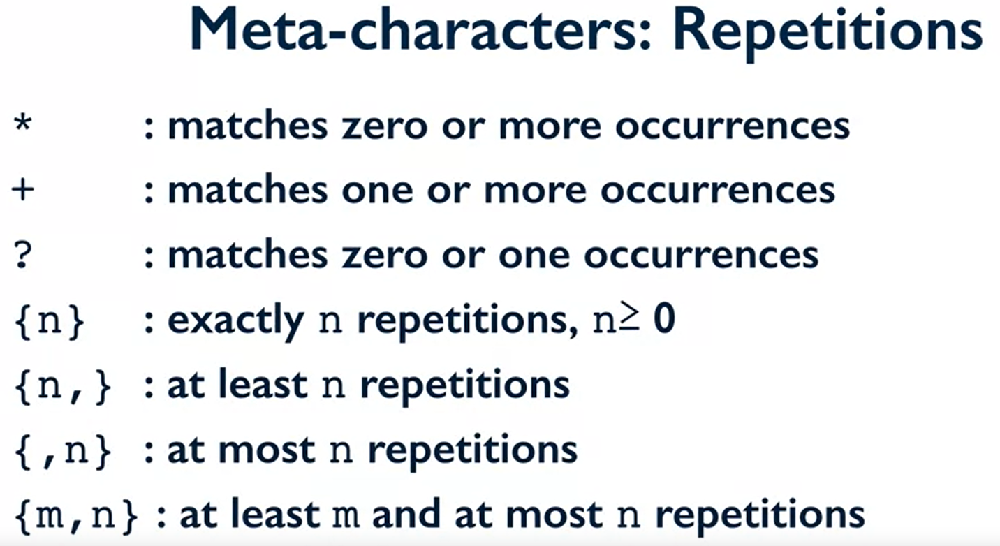 Meta-characters: Repetitions
* : matches zero or more occurrences
+ : matches one or more occurrences
? : matches zero or one occurrences
{n} : exactly n repetitions, n≥ 0
{n,} : at least n repetitions
{,n} : at most n repetitions
{m,n} : at least m and at most n repetitions